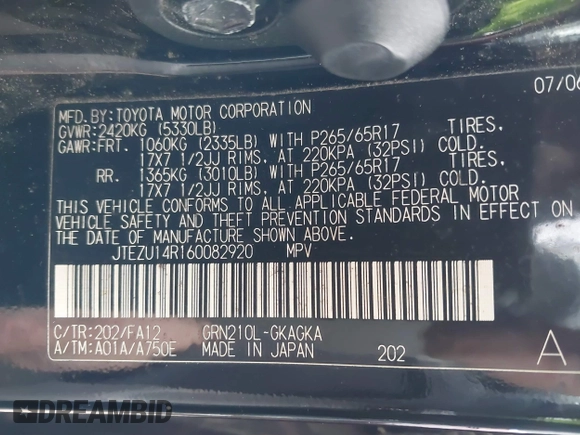 07/06
MFD.BY:TOYOTA MOTOR CORPORATION
GVWR:2420KG (5330LB)
GAWR:FRT. 1060KG (2335LB) WITH P265/65R17 TIRES.
17X7 1/2JJ RIMS. AT 220KPA (32PSI) COLD.
RR. 1365KG (3010LB) WITH P265/65R17 TIRES.
17X7 1/2JJ RIMS. AT 220KPA (32PSI) COLD.
THIS VEHICLE CONFORMS TO ALL APPLICABLE FEDERAL MOTOR
VEHICLE SAFETY AND THEFT PREVENTION STANDARDS IN EFFECT ON
THE DATE OF MANUFACTURE SHOWN ABOVE.
JTEZU14R160082920 MPV
C/TR:202/FA12 GRN210L-GKAGKA
A/TM:A01A/A750E MADE IN JAPAN 202 A
DREAMBID